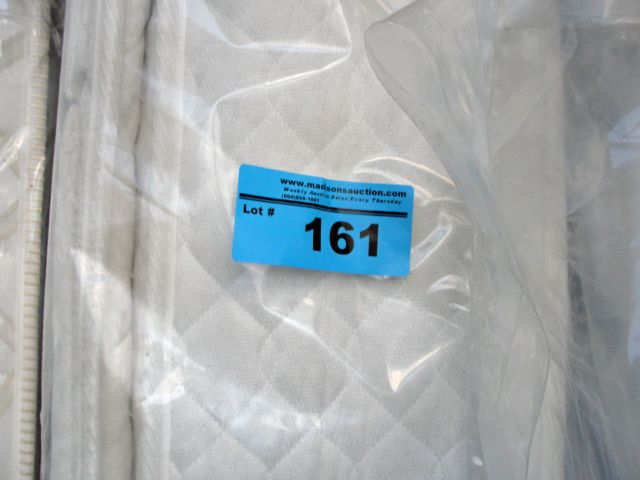 www.madsonsauction.com
Weekly Auction Sales Every Thursday
Lot #
161